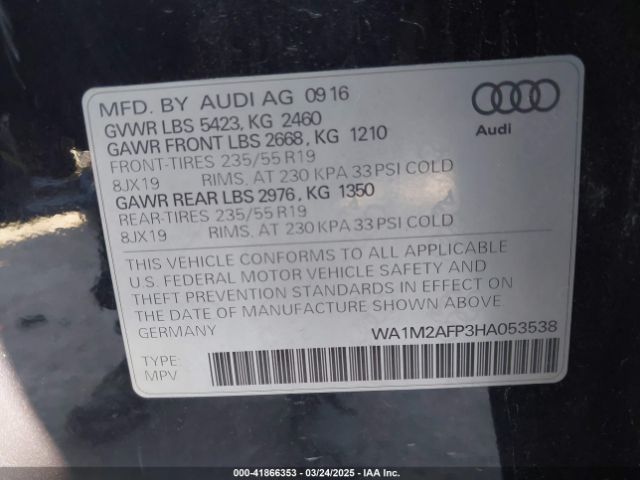 MFD. BY AUDI AG 0916
GVWR LBS 5423, KG 2460
GAWR FRONT LBS 2668, KG 1210
FRONT-TIRES 235/55 R19
8JX19 RIMS. AT 230 KPA 33 PSI COLD
GAWR REAR LBS 2976, KG 1350
REAR-TIRES 235/55 R19
8JX19 RIMS. AT 230 KPA 33 PSI COLD
Audi
THIS VEHICLE CONFORMS TO ALL APPLICABLE
U.S. FEDERAL MOTOR VEHICLE SAFETY AND
THEFT PREVENTION STANDARDS IN EFFECT ON
THE DATE OF MANUFACTURE SHOWN ABOVE.
GERMANY WA1M2AFP3HA053538
TYPE:
MPV
000-41866353 - 03/24/2025 - IAA Inc.